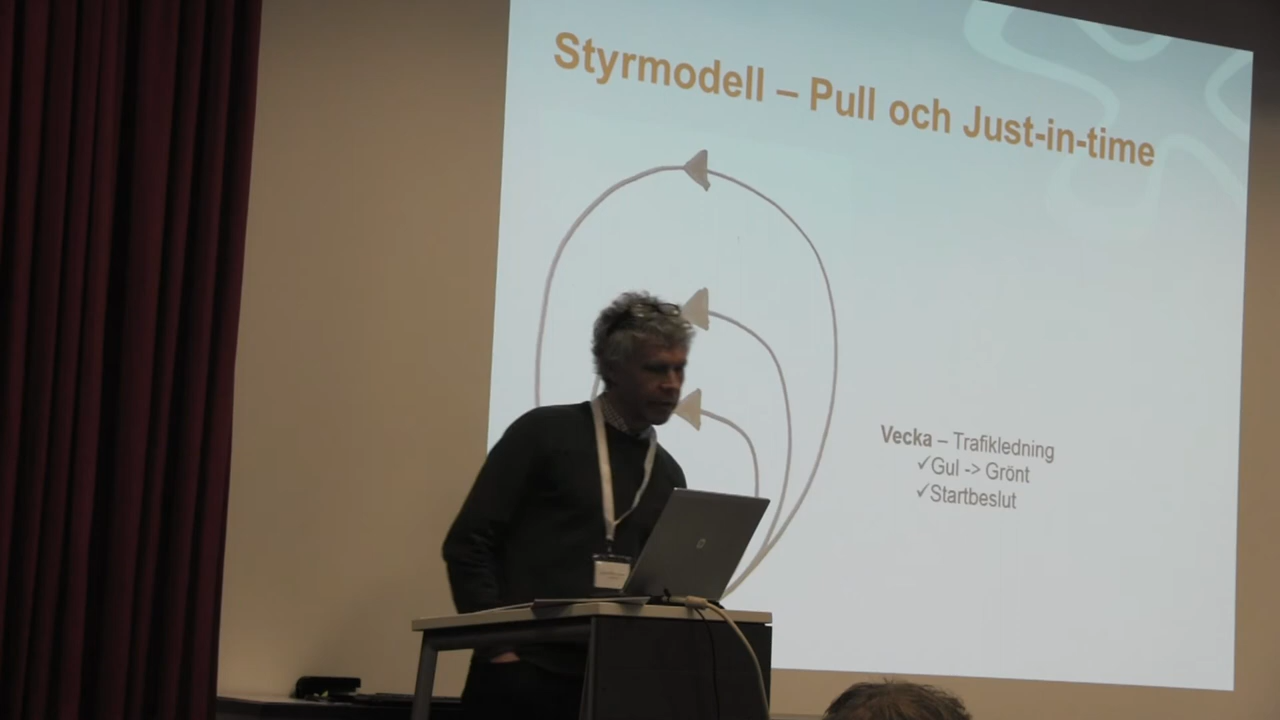 Styrmodell – Pull och Just-in-time
Vecka – Trafikledning
✓Gul -> Grönt
✓Startbeslut